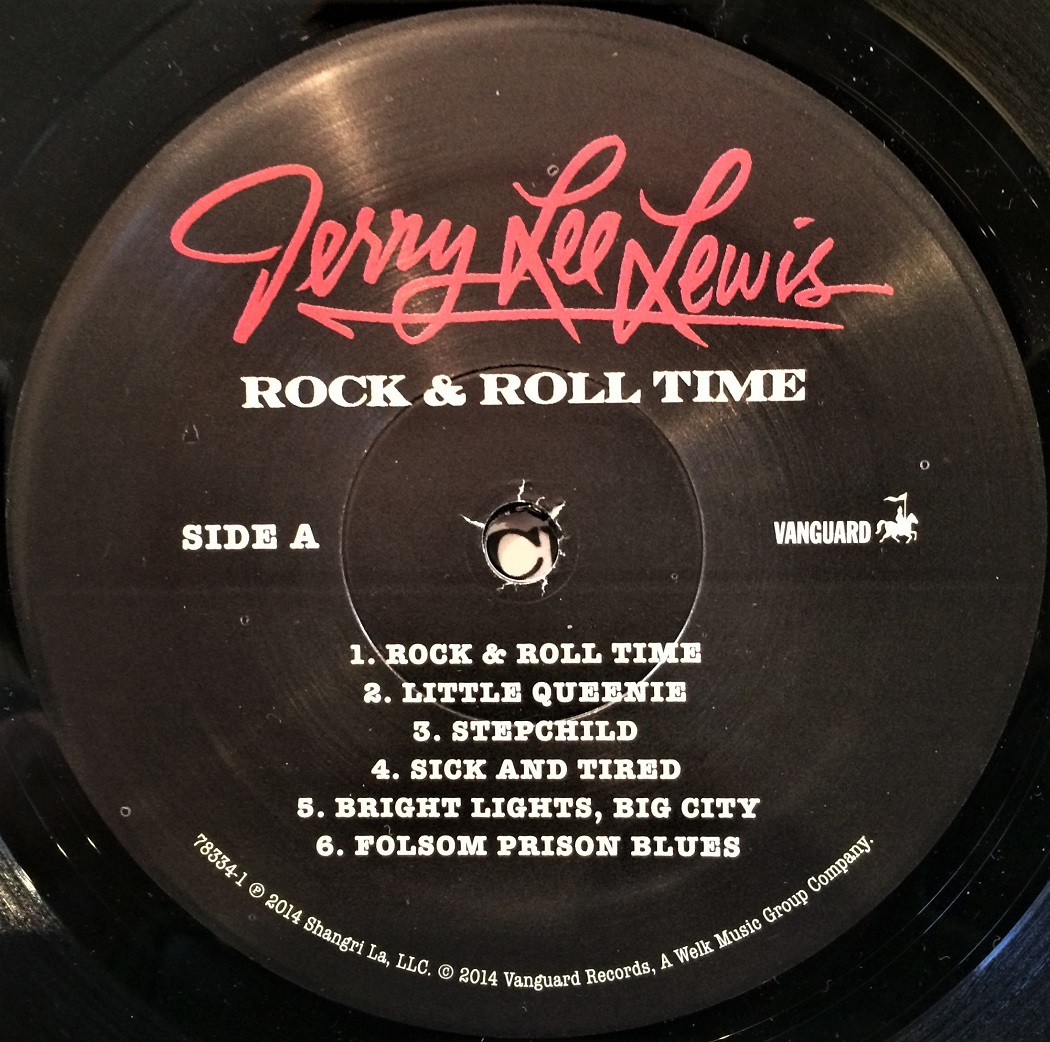 Jerry Lee Lewis
ROCK & ROLL TIME
SIDE A
VANGUARD
1. ROCK & ROLL TIME
2. LITTLE QUEENIE
3. STEPCHILD
4. SICK AND TIRED
5. BRIGHT LIGHTS, BIG CITY
6. FOLSOM PRISON BLUES
78334-1 ℗ 2014 Shangri La, LLC. © 2014 Vanguard Records, A Welk Music Group Company.